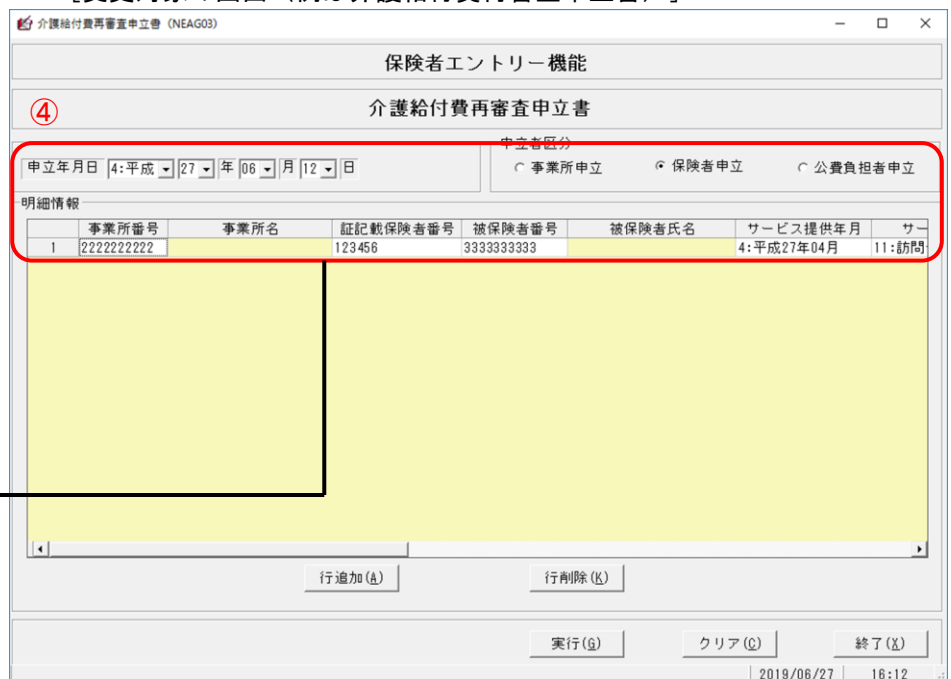 介護給付費再審査申立書 (NEAG03)
保険者エントリー機能
④
介護給付費再審査申立書
申立年月日 4:平成 27 年 06 月 12 日
申立者区分
事業所申立 保険者申立 公費負担者申立
明細情報
事業所番号 事業所名 証記載保険者番号 被保険者番号 被保険者氏名 サービス提供年月 サー
1 2222222222 123456 3333333333 4:平成27年04月 11:訪問
行追加(A) 行削除(K)
実行(G) クリア(C) 終了(X)
2019/06/27 16:12